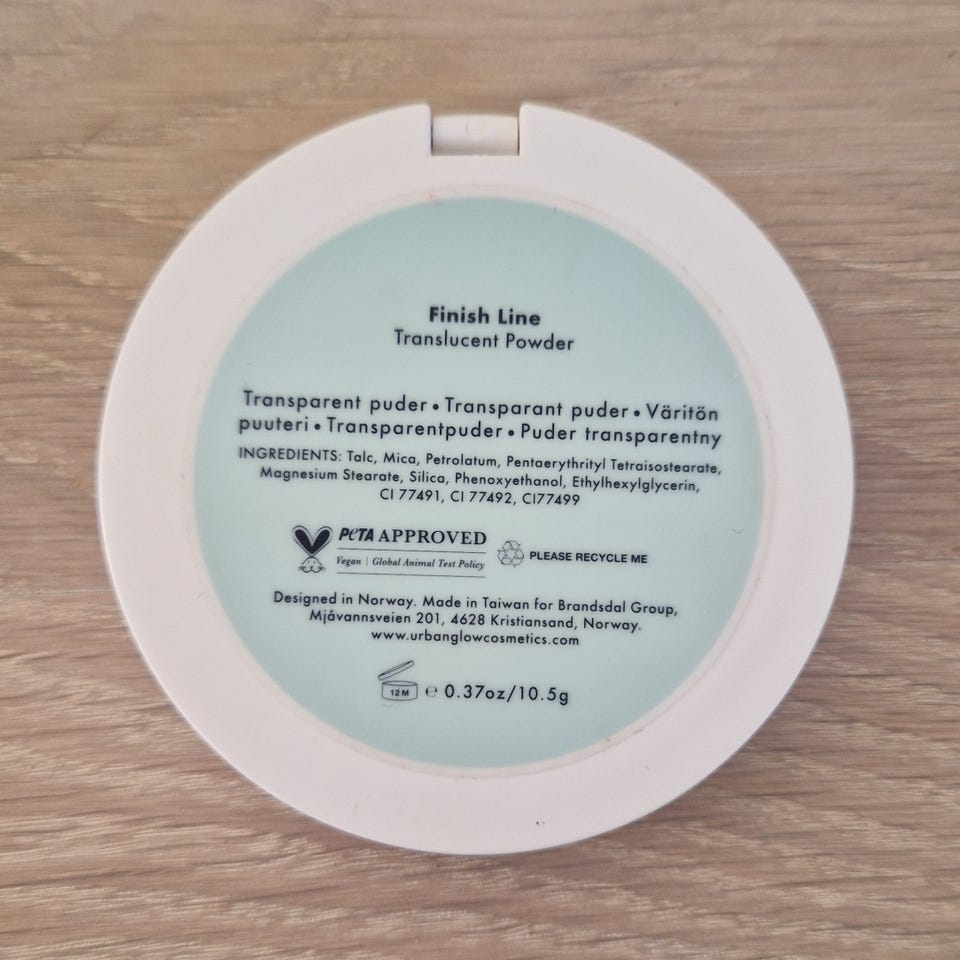 Finish Line
Translucent Powder
Transparent puder • Transparant puder • Väritön
puuteri • Transparentpuder • Puder transparentny
INGREDIENTS: Talc, Mica, Petrolatum, Pentaerythrityl Tetraisostearate,
Magnesium Stearate, Silica, Phenoxyethanol, Ethylhexylglycerin,
CI 77491, CI 77492, CI77499
PETA APPROVED
Vegan | Global Animal Test Policy
PLEASE RECYCLE ME
Designed in Norway. Made in Taiwan for Brandsdal Group,
Mjåvannsveien 201, 4628 Kristiansand, Norway.
www.urbanglowcosmetics.com
12 M ℮ 0.37oz/10.5g